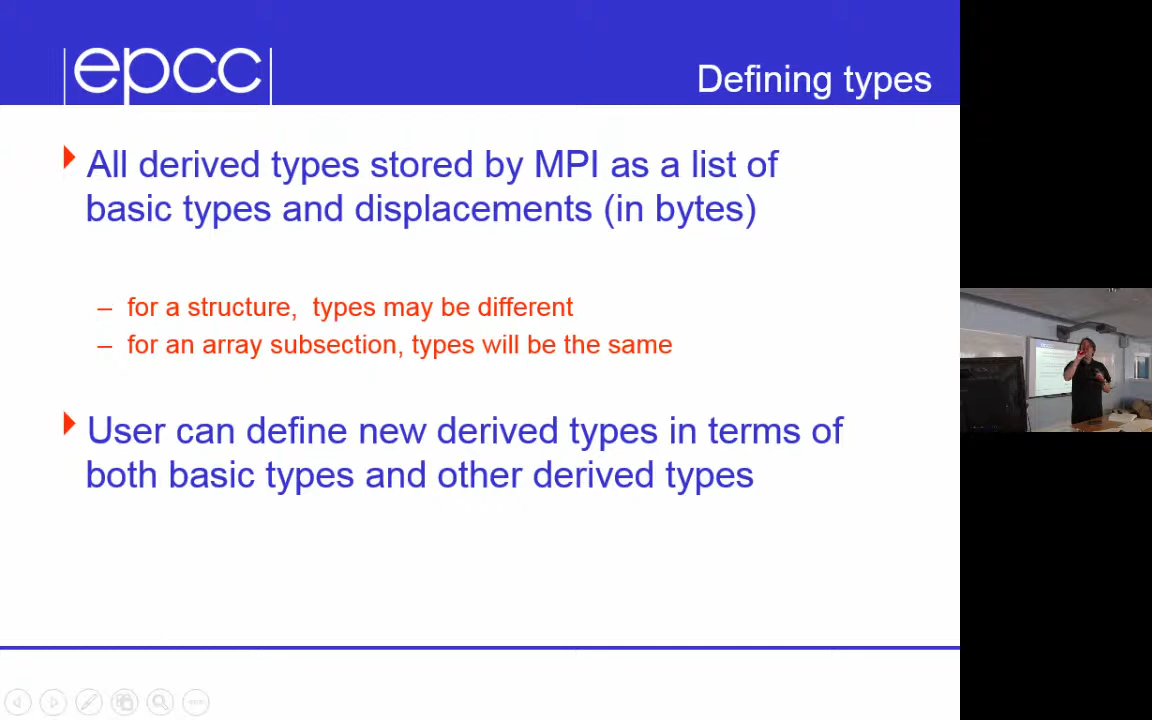 epcc
Defining types
All derived types stored by MPI as a list of
basic types and displacements (in bytes)
– for a structure, types may be different
– for an array subsection, types will be the same
User can define new derived types in terms of
both basic types and other derived types